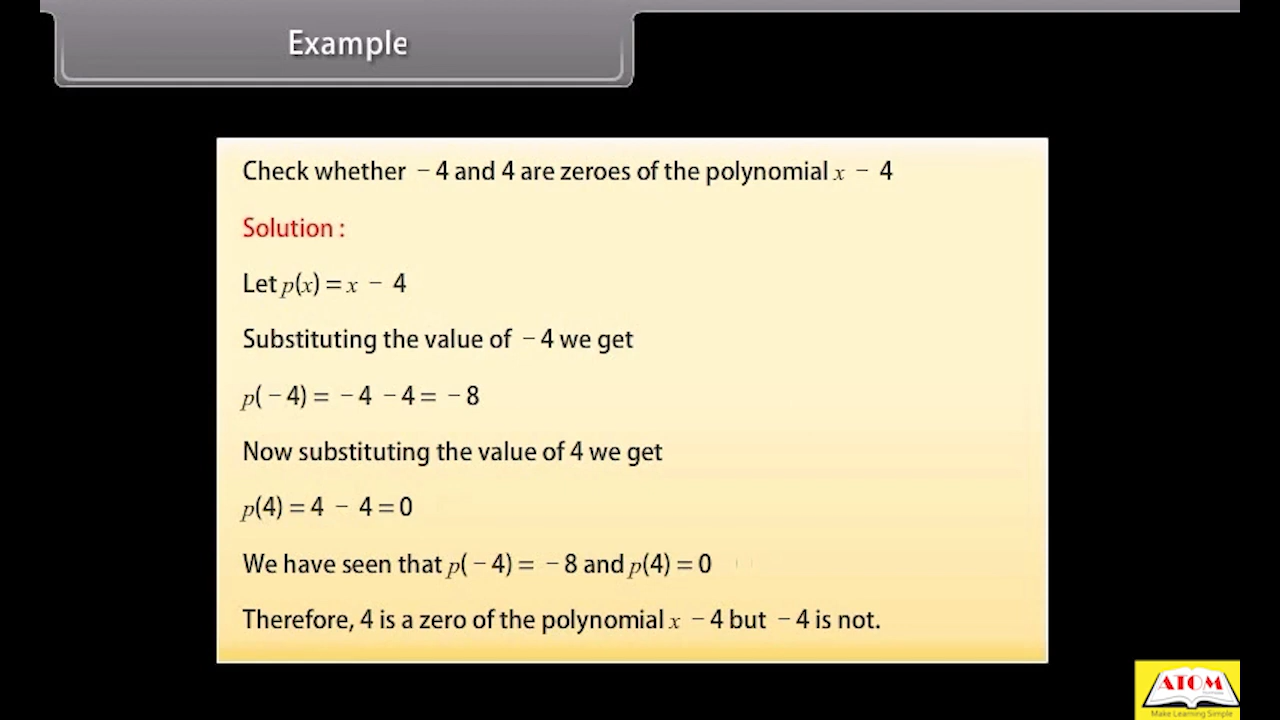 Example
Check whether − 4 and 4 are zeroes of the polynomial x − 4
Solution :
Let p(x) = x − 4
Substituting the value of − 4 we get
p( − 4) = − 4 − 4 = − 8
Now substituting the value of 4 we get
p(4) = 4 − 4 = 0
We have seen that p( − 4) = − 8 and p(4) = 0
Therefore, 4 is a zero of the polynomial x − 4 but − 4 is not.
ATOM
Make Learning Simple